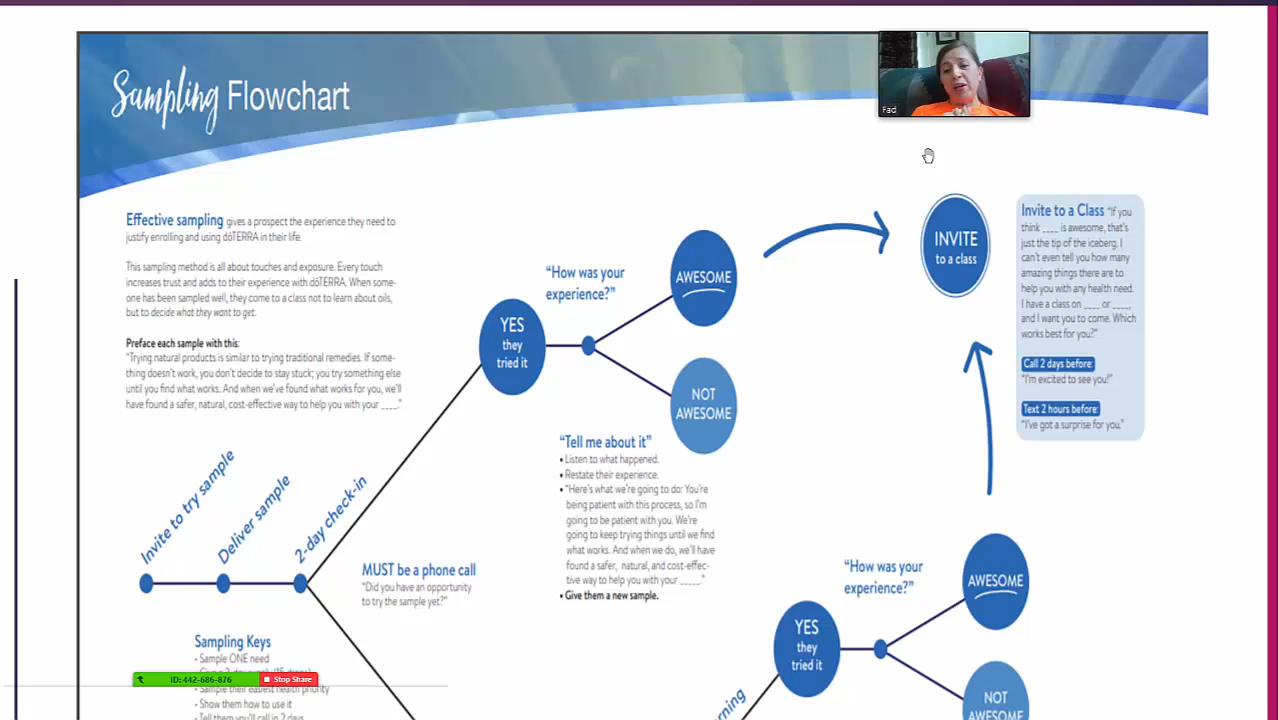 Sampling Flowchart
Fad
Effective sampling gives a prospect the experience they need to
justify enrolling and using dōTERRA in their life.
This sampling method is all about touches and exposure. Every touch
increases trust and adds to their experience with dōTERRA. When some-
one has been sampled well, they come to a class not to learn about oils,
but to decide what they want to get.
Preface each sample with this:
"Trying natural products is similar to trying traditional remedies. If some-
thing doesn't work, you don't decide to stay stuck; you try something else
until you find what works. And when we've found what works for you, we'll
have found a safer, natural, cost-effective way to help you with your ____."
Invite to try sample
Deliver sample
2-day check-in
MUST be a phone call
"Did you have an opportunity
to try the sample yet?"
Sampling Keys
- Sample ONE need
- Sample their easiest health priority
- Show them how to use it
- Tell them you'll call in 2 days
ID: 442-686-876
Stop Share
YES
they
tried it
"How was your
experience?"
AWESOME
NOT
AWESOME
"Tell me about it"
• Listen to what happened.
• Restate their experience.
• "Here's what we're going to do: You're
being patient with this process, so I'm
going to be patient with you. We're
going to keep trying things until we find
what works. And when we do, we'll have
found a safer, natural, and cost-effec-
tive way to help you with your _____."
• Give them a new sample.
INVITE
to a class
Invite to a Class "If you
think ____ is awesome, that's
just the tip of the iceberg. I
can't even tell you how many
amazing things there are to
help you with any health need.
I have a class on ____ or ____,
and I want you to come. Which
works best for you?"
Call 2 days before:
"I'm excited to see you!"
Text 2 hours before:
"I've got a surprise for you."
"How was your
experience?"
YES
they
tried it
AWESOME
NOT
AWESOME